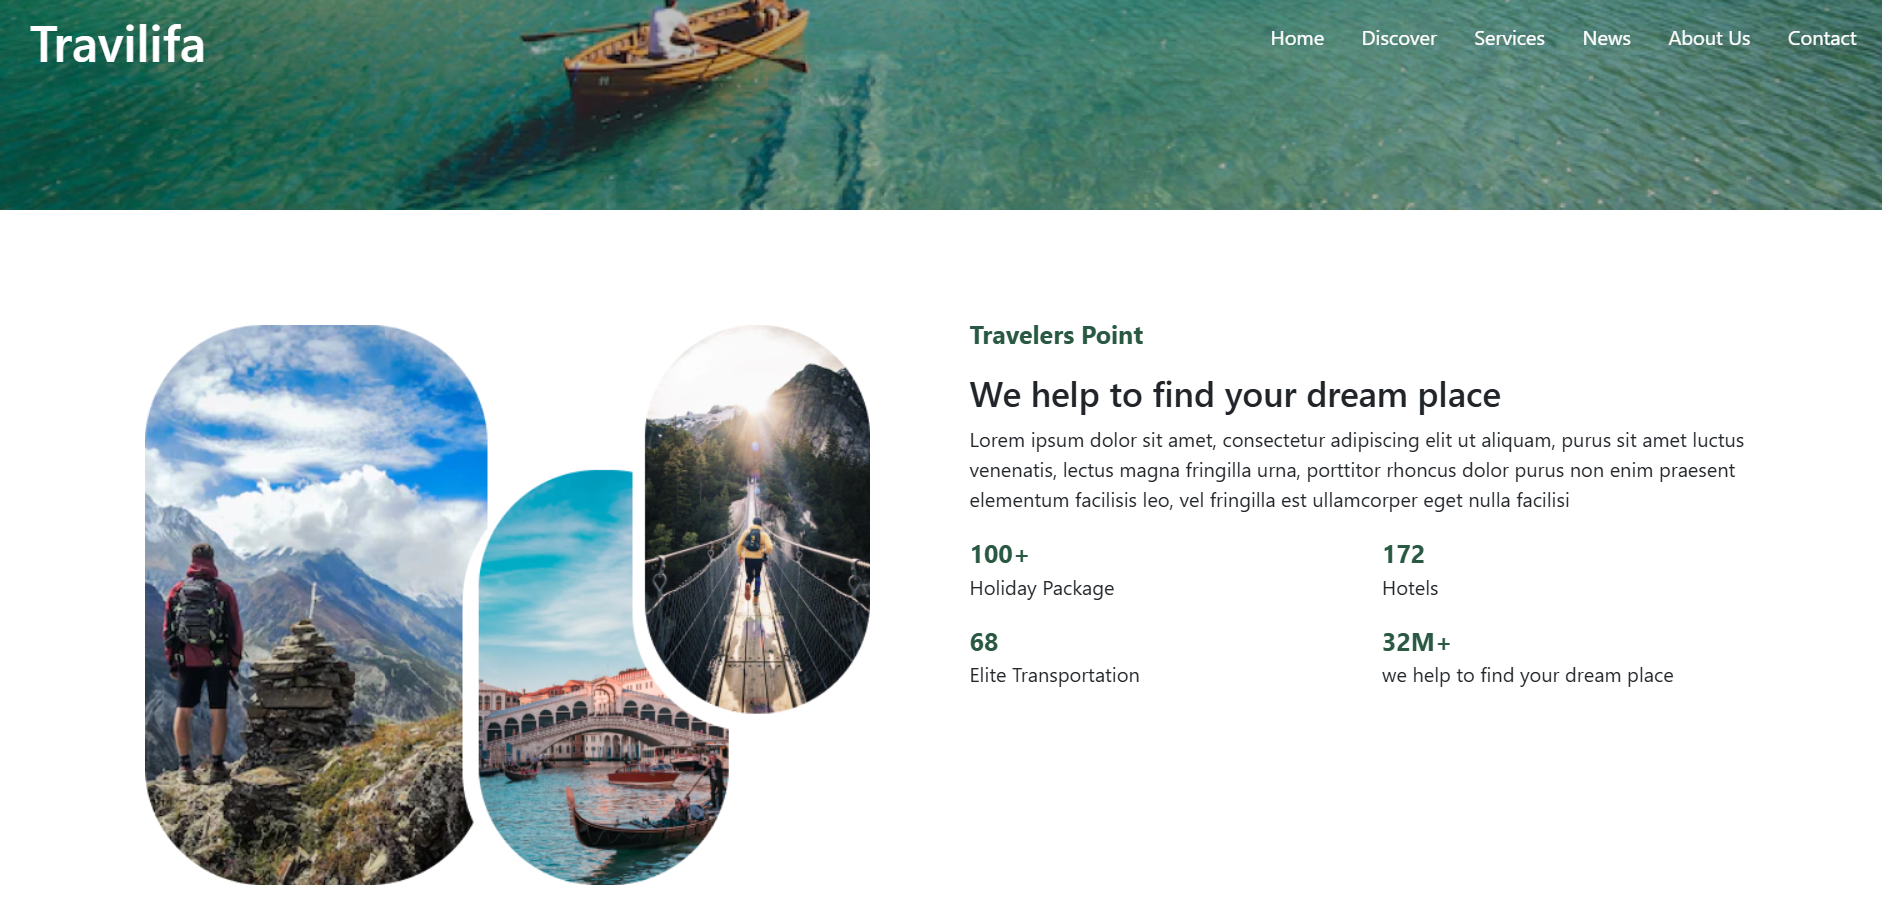 Travilifa
Home Discover Services News About Us Contact
Travelers Point
We help to find your dream place
Lorem ipsum dolor sit amet, consectetur adipiscing elit ut aliquam, purus sit amet luctus
venenatis, lectus magna fringilla urna, porttitor rhoncus dolor purus non enim praesent
elementum facilisis leo, vel fringilla est ullamcorper eget nulla facilisi
100+
Holiday Package
172
Hotels
68
Elite Transportation
32M+
we help to find your dream place